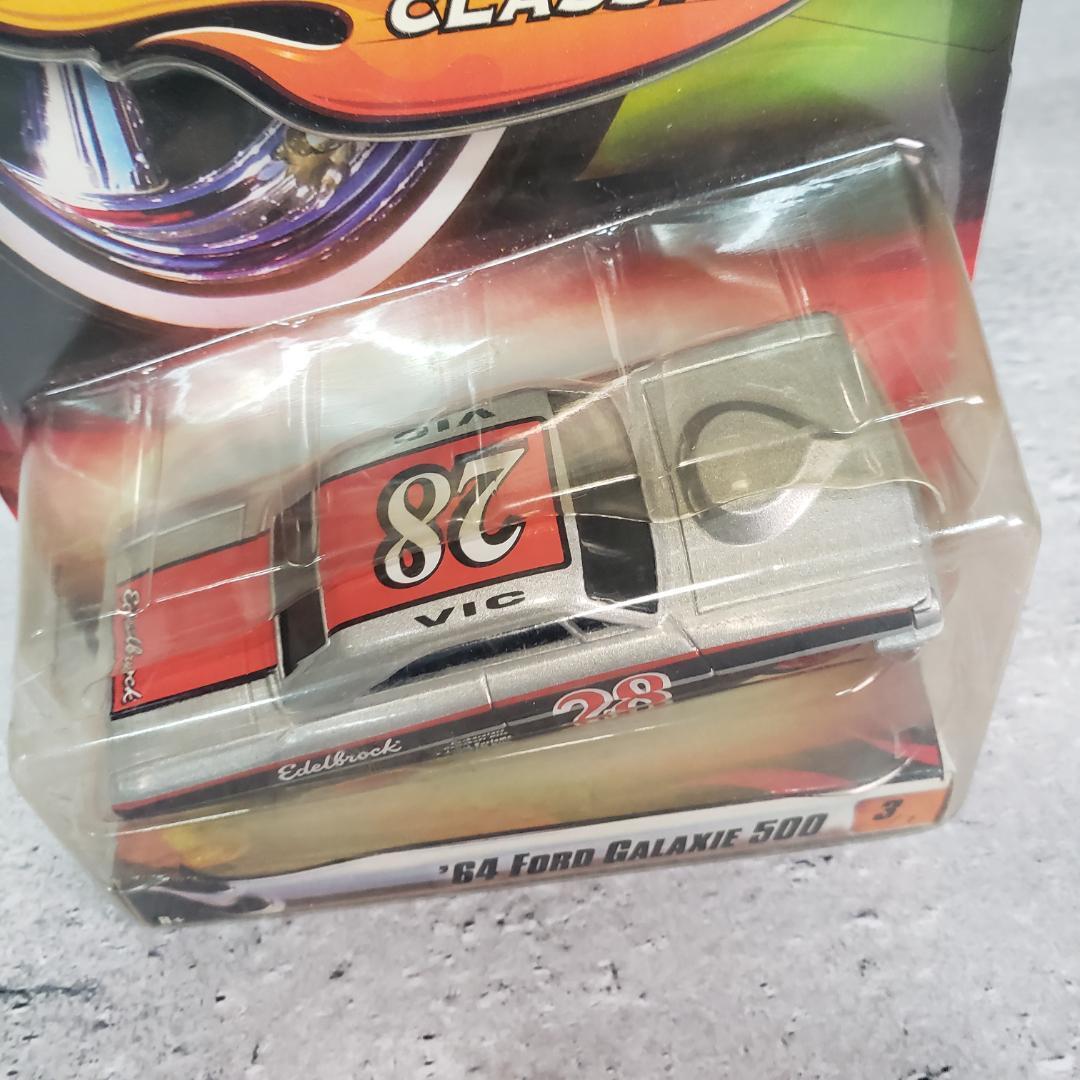 CLASS
VIC
28
VIC
Edelbrock
28
Edelbrock
'64 FORD GALAXIE 500
3